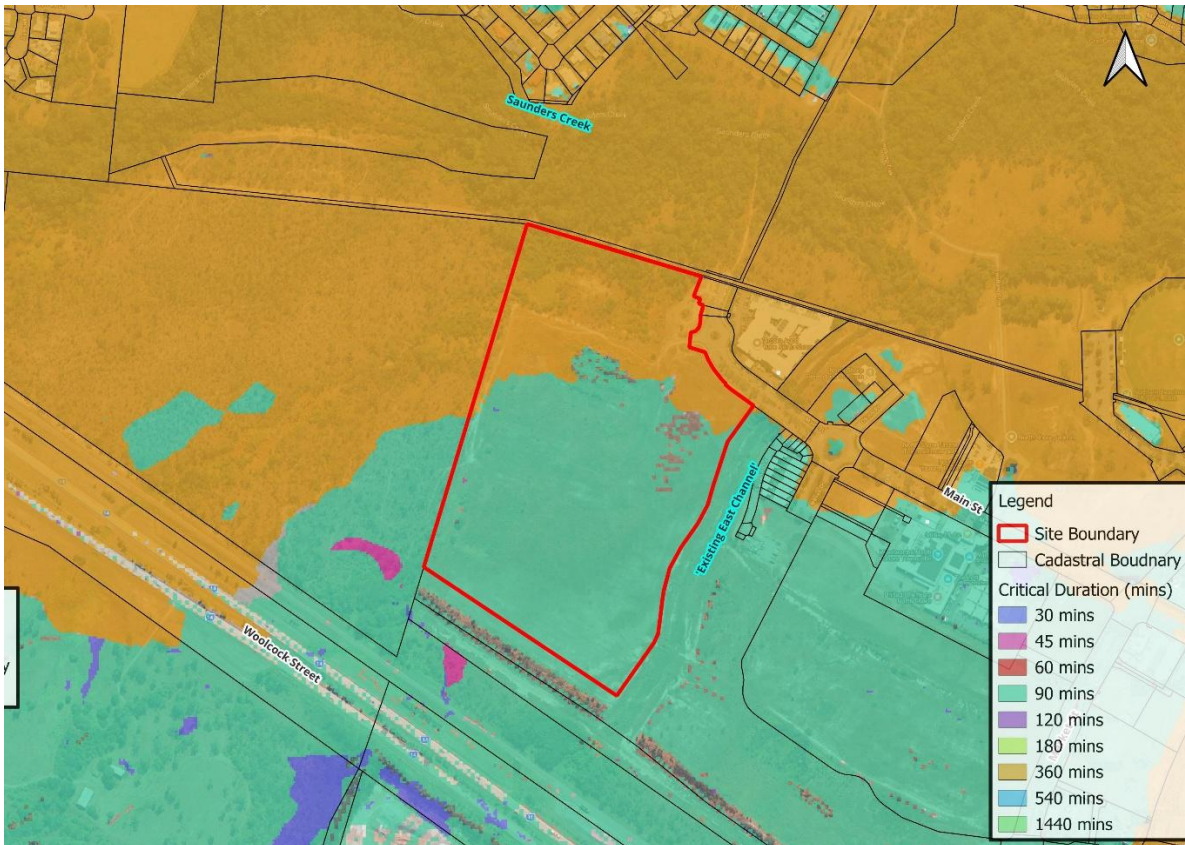 Saunders Creek
'Existing East Channel'
Main St
Woolcock Street
Legend
Site Boundary
Cadastral Boudnary
Critical Duration (mins)
30 mins
45 mins
60 mins
90 mins
120 mins
180 mins
360 mins
540 mins
1440 mins